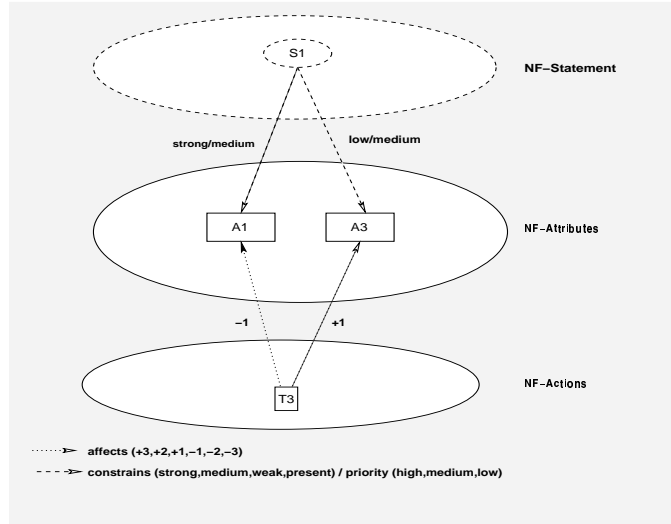 S1
NF–Statement
strong/medium
low/medium
A1
A3
NF–Attributes
–1
+1
NF–Actions
T3
affects (+3,+2,+1,–1,–2,–3)
constrains (strong,medium,weak,present) / priority (high,medium,low)